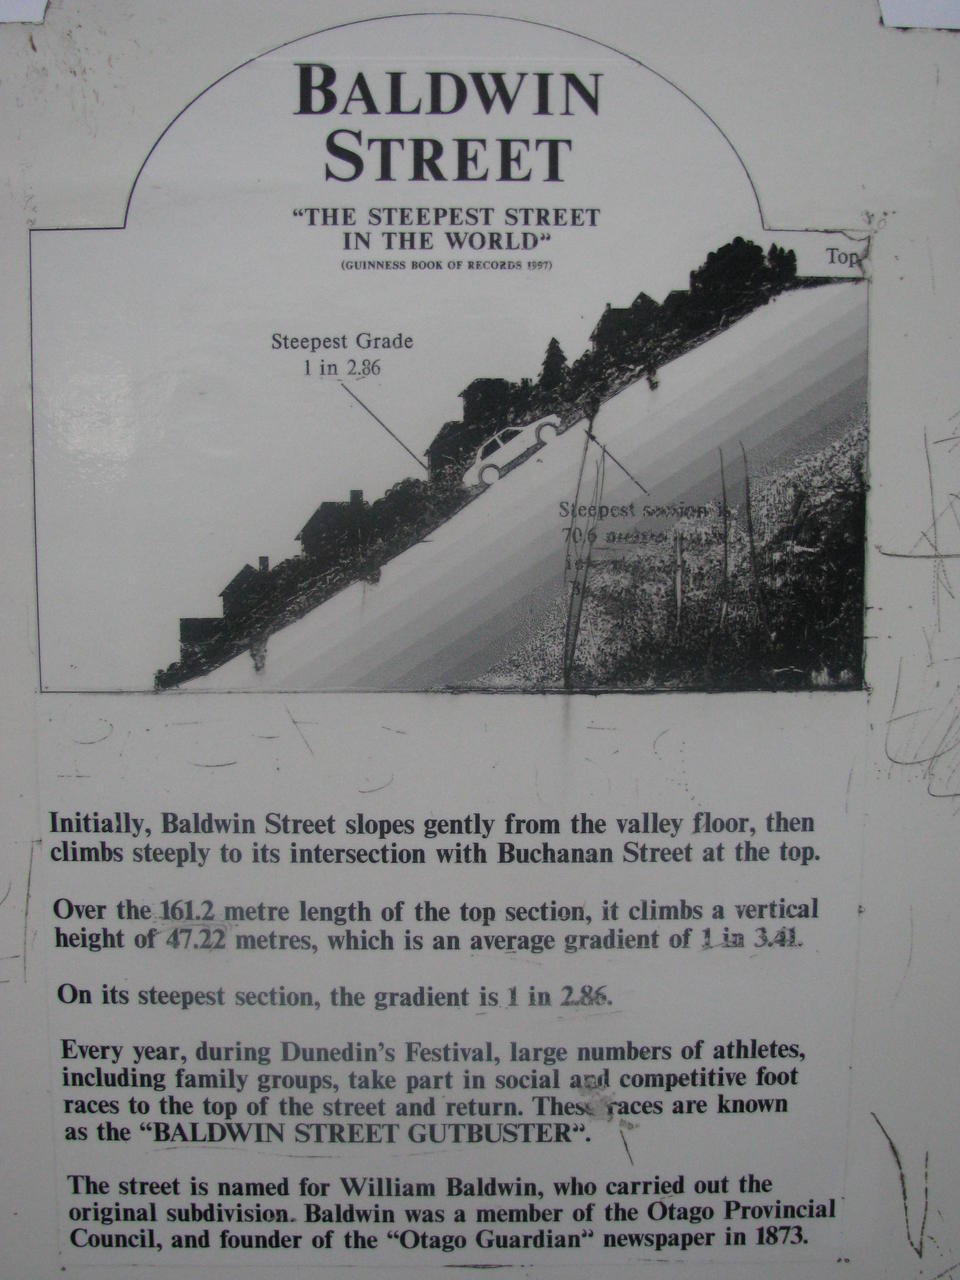 BALDWIN
STREET
“THE STEEPEST STREET
IN THE WORLD”
(GUINNESS BOOK OF RECORDS 1997)
Top
Steepest Grade
1 in 2.86
Steepest section is
70.6
Initially, Baldwin Street slopes gently from the valley floor, then
climbs steeply to its intersection with Buchanan Street at the top.
Over the 161.2 metre length of the top section, it climbs a vertical
height of 47.22 metres, which is an average gradient of 1 in 3.41.
On its steepest section, the gradient is 1 in 2.86.
Every year, during Dunedin’s Festival, large numbers of athletes,
including family groups, take part in social and competitive foot
races to the top of the street and return. These races are known
as the “BALDWIN STREET GUTBUSTER”.
The street is named for William Baldwin, who carried out the
original subdivision. Baldwin was a member of the Otago Provincial
Council, and founder of the “Otago Guardian” newspaper in 1873.